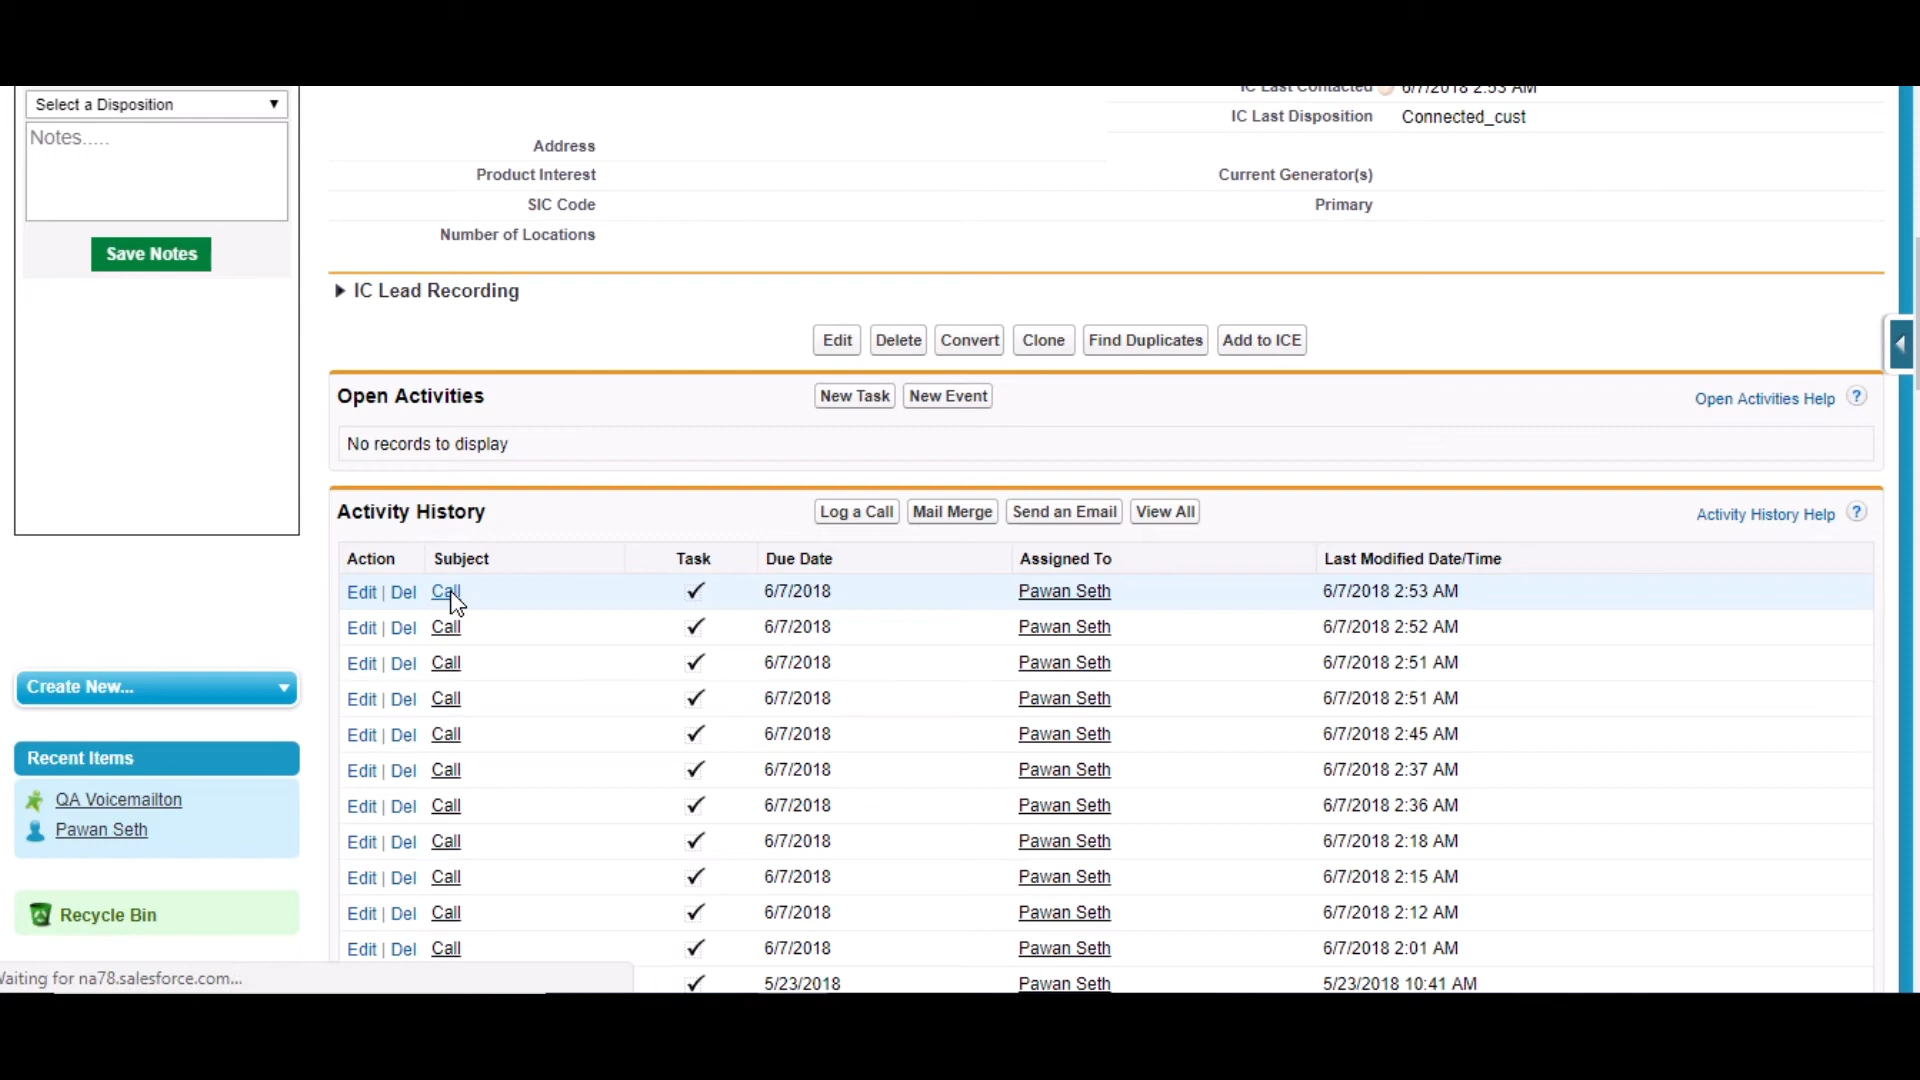 Select a Disposition
Notes.....
Save Notes
IC Last Contacted 6/7/2018 2:53 AM
IC Last Disposition Connected_cust
Address
Product Interest Current Generator(s)
SIC Code Primary
Number of Locations
IC Lead Recording
Edit Delete Convert Clone Find Duplicates Add to ICE
Open Activities New Task New Event Open Activities Help ?
No records to display
Activity History Log a Call Mail Merge Send an Email View All Activity History Help ?
Action Subject Task Due Date Assigned To Last Modified Date/Time
Edit | Del Call 6/7/2018 Pawan Seth 6/7/2018 2:53 AM
Edit | Del Call 6/7/2018 Pawan Seth 6/7/2018 2:52 AM
Edit | Del Call 6/7/2018 Pawan Seth 6/7/2018 2:51 AM
Edit | Del Call 6/7/2018 Pawan Seth 6/7/2018 2:51 AM
Edit | Del Call 6/7/2018 Pawan Seth 6/7/2018 2:45 AM
Edit | Del Call 6/7/2018 Pawan Seth 6/7/2018 2:37 AM
Edit | Del Call 6/7/2018 Pawan Seth 6/7/2018 2:36 AM
Edit | Del Call 6/7/2018 Pawan Seth 6/7/2018 2:18 AM
Edit | Del Call 6/7/2018 Pawan Seth 6/7/2018 2:15 AM
Edit | Del Call 6/7/2018 Pawan Seth 6/7/2018 2:12 AM
Edit | Del Call 6/7/2018 Pawan Seth 6/7/2018 2:01 AM
5/23/2018 Pawan Seth 5/23/2018 10:41 AM
Create New...
Recent Items
QA Voicemailton
Pawan Seth
Recycle Bin
Waiting for na78.salesforce.com...